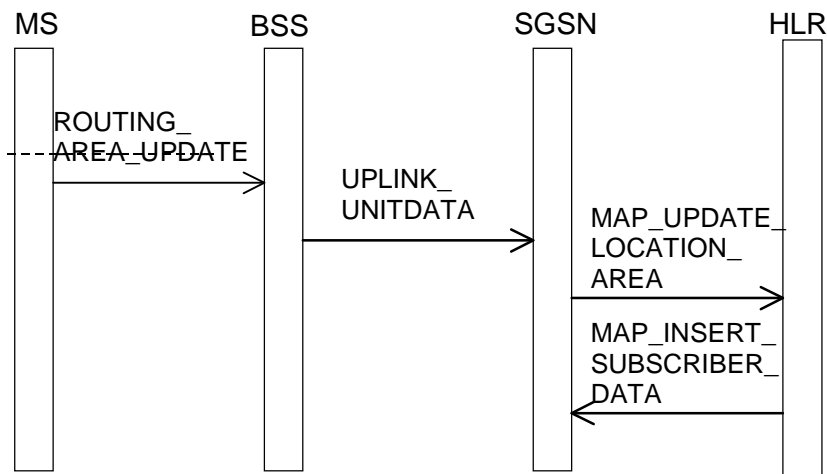 MS
BSS
SGSN
HLR
ROUTING_
AREA_UPDATE
UPLINK_
UNITDATA
MAP_UPDATE_
LOCATION_
AREA
MAP_INSERT_
SUBSCRIBER_
DATA